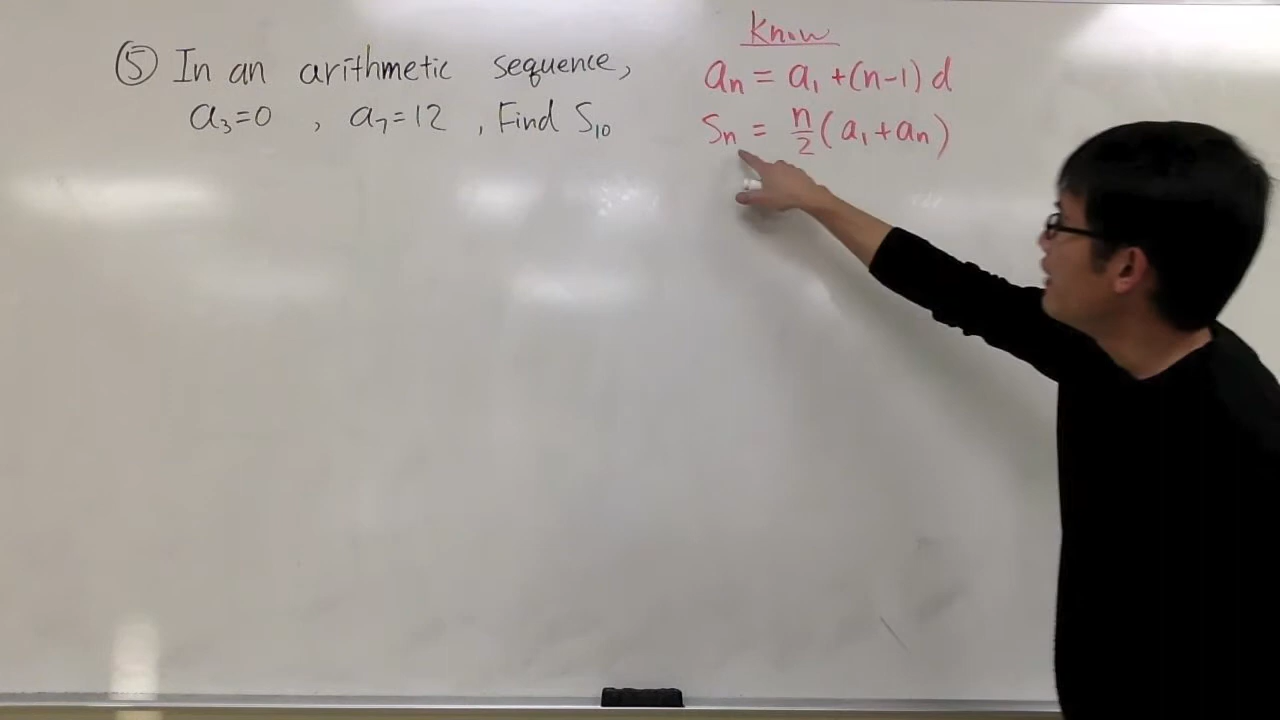 ⑤ In an arithmetic sequence,
a₃=0 , a₇=12 , Find S₁₀
Know
aₙ = a₁ + (n-1) d
Sₙ = n/2 (a₁ + aₙ)